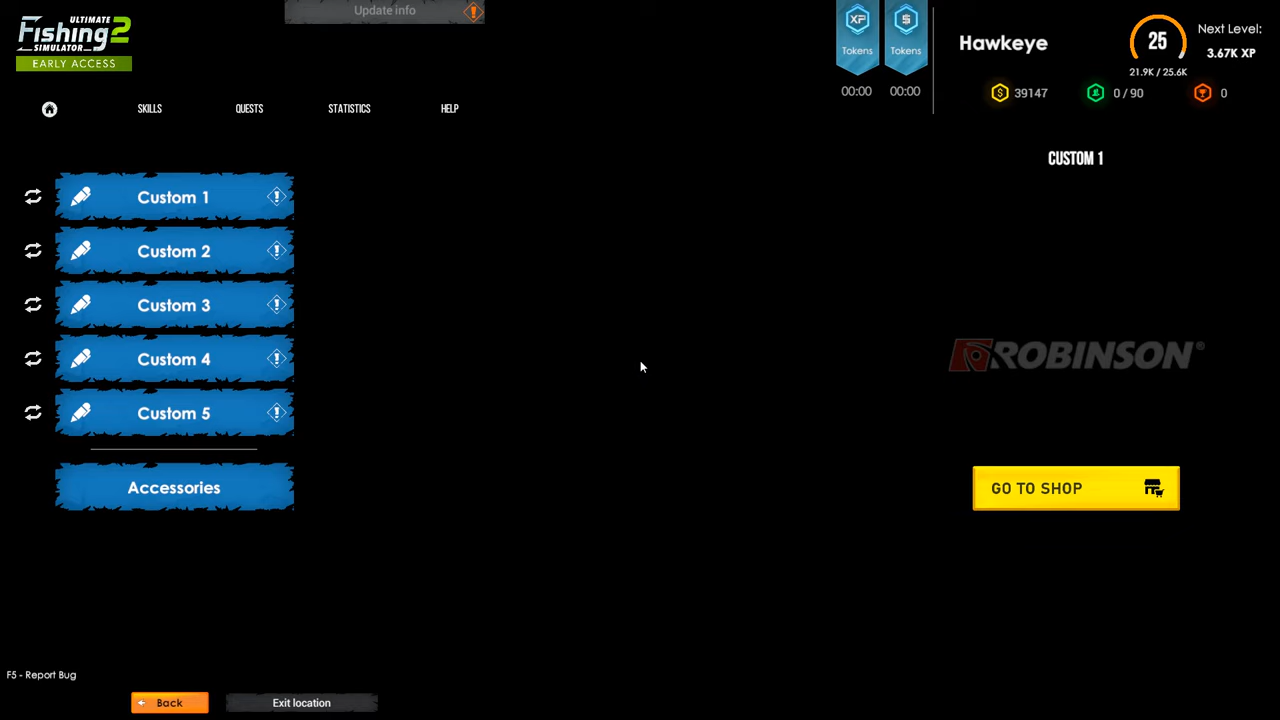 ULTIMATE
Fishing 2
SIMULATOR
EARLY ACCESS
Update info
XP
Tokens
00:00
$
Tokens
00:00
Hawkeye
25
21.9K / 25.6K
Next Level:
3.67K XP
$ 39147
0 / 90
0
SKILLS
QUESTS
STATISTICS
HELP
CUSTOM 1
Custom 1
Custom 2
Custom 3
Custom 4
Custom 5
Accessories
ROBINSON®
GO TO SHOP
F5 - Report Bug
Back
Exit location